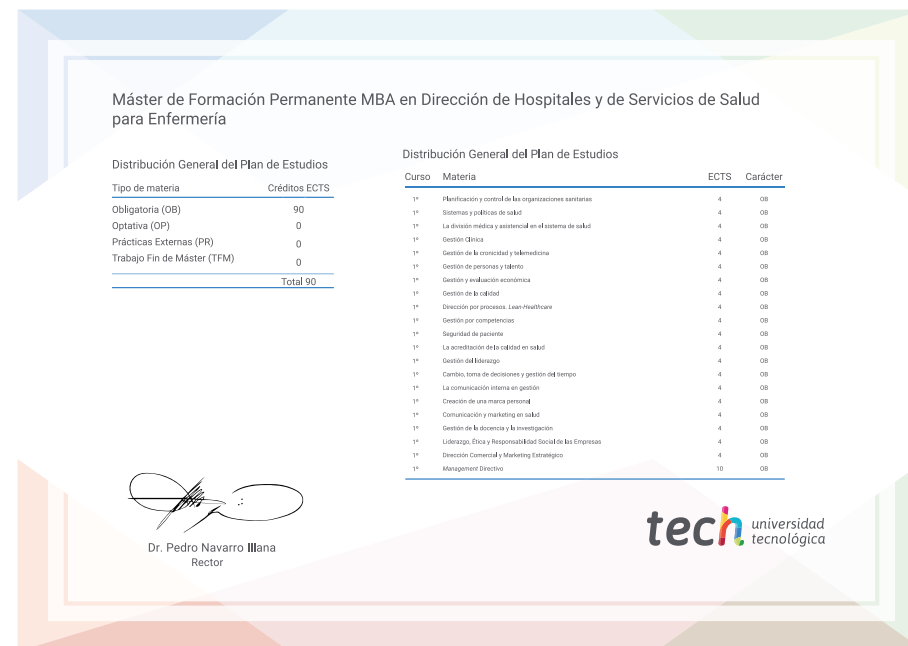 Máster de Formación Permanente MBA en Dirección de Hospitales y de Servicios de Salud
para Enfermería
Distribución General del Plan de Estudios
Tipo de materia Créditos ECTS
Obligatoria (OB) 90
Optativa (OP) 0
Prácticas Externas (PR) 0
Trabajo Fin de Máster (TFM) 0
Total 90
Distribución General del Plan de Estudios
Curso Materia ECTS Carácter
1º Planificación y control de las organizaciones sanitarias 4 OB
1º Sistemas y políticas de salud 4 OB
1º La división médica y asistencial en el sistema de salud 4 OB
1º Gestión Clínica 4 OB
1º Gestión de la cronicidad y telemedicina 4 OB
1º Gestión de personas y talento 4 OB
1º Gestión y evaluación económica 4 OB
1º Gestión de la calidad 4 OB
1º Dirección por procesos. Lean-Healthcare 4 OB
1º Gestión por competencias 4 OB
1º Seguridad de paciente 4 OB
1º La acreditación de la calidad en salud 4 OB
1º Gestión del liderazgo 4 OB
1º Cambio, toma de decisiones y gestión del tiempo 4 OB
1º La comunicación interna en gestión 4 OB
1º Creación de una marca personal 4 OB
1º Comunicación y marketing en salud 4 OB
1º Gestión de la docencia y la investigación 4 OB
1º Liderazgo, Ética y Responsabilidad Social de las Empresas 4 OB
1º Dirección Comercial y Marketing Estratégico 4 OB
1º Management Directivo 10 OB
Dr. Pedro Navarro Illana
Rector
tech universidad
tecnológica